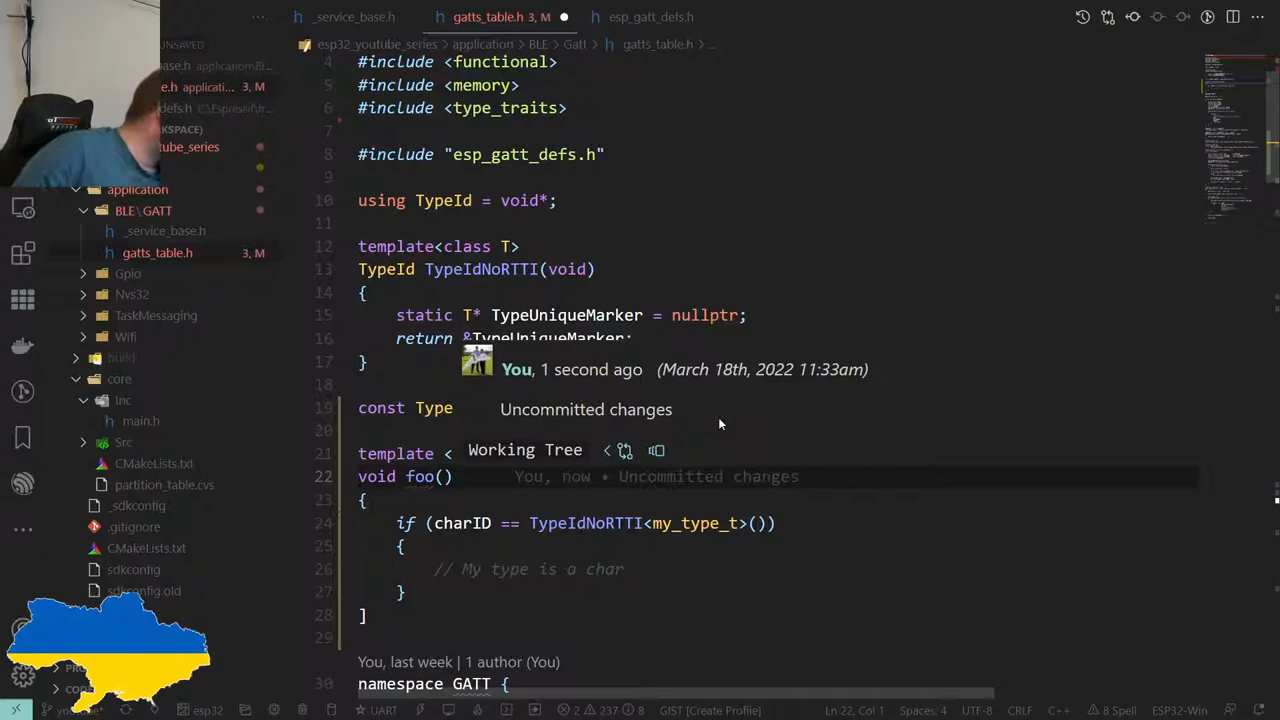 _service_base.h
gatts_table.h 3, M
esp_gatt_defs.h
esp32_youtube_series
application
BLE
Gatt
gatts_table.h
...
UNSAVED
base.h application\B
e.h applicati... 3, M
defs.h C:\Espressif\fr
KSPACE)
tube_series
application
BLE\GATT
_service_base.h
gatts_table.h 3, M
Gpio
Nvs32
TaskMessaging
Wifi
build
core
Inc
main.h
Src
CMakeLists.txt
partition_table.cvs
_sdkconfig
.gitignore
CMakeLists.txt
sdkconfig
sdkconfig.old
4 #include <functional>
5 #include <memory>
6 #include <type_traits>
7
8 #include "esp_gatt_defs.h"
9
10 using TypeId = void*;
11
12 template<class T>
13 TypeId TypeIdNoRTTI(void)
14 {
15 static T* TypeUniqueMarker = nullptr;
16 return &TypeUniqueMarker;
17 }
You, 1 second ago (March 18th, 2022 11:33am)
18
19 const Type
Uncommitted changes
20
Working Tree
21 template <
22 void foo() You, now • Uncommitted changes
23 {
24 if (charID == TypeIdNoRTTI<my_type_t>())
25 {
26 // My type is a char
27 }
28 ]
29
You, last week | 1 author (You)
30 namespace GATT {
youtube*
esp32
UART
2 237 8
GIST [Create Profile]
Ln 22, Col 1
Spaces: 4
UTF-8
CRLF
C++
8 Spell
ESP32-Win